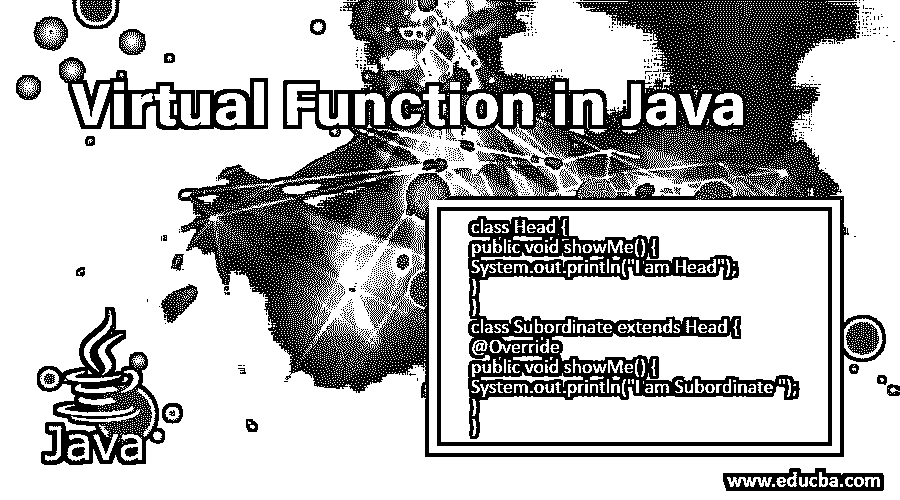 Virtual Function in Java
class Head {
public void showMe() {
System.out.println("I am Head");
}
}
class Subordinate extends Head {
@Override
public void showMe() {
System.out.println("I am Subordinate ");
}
}
Java
www.educba.com